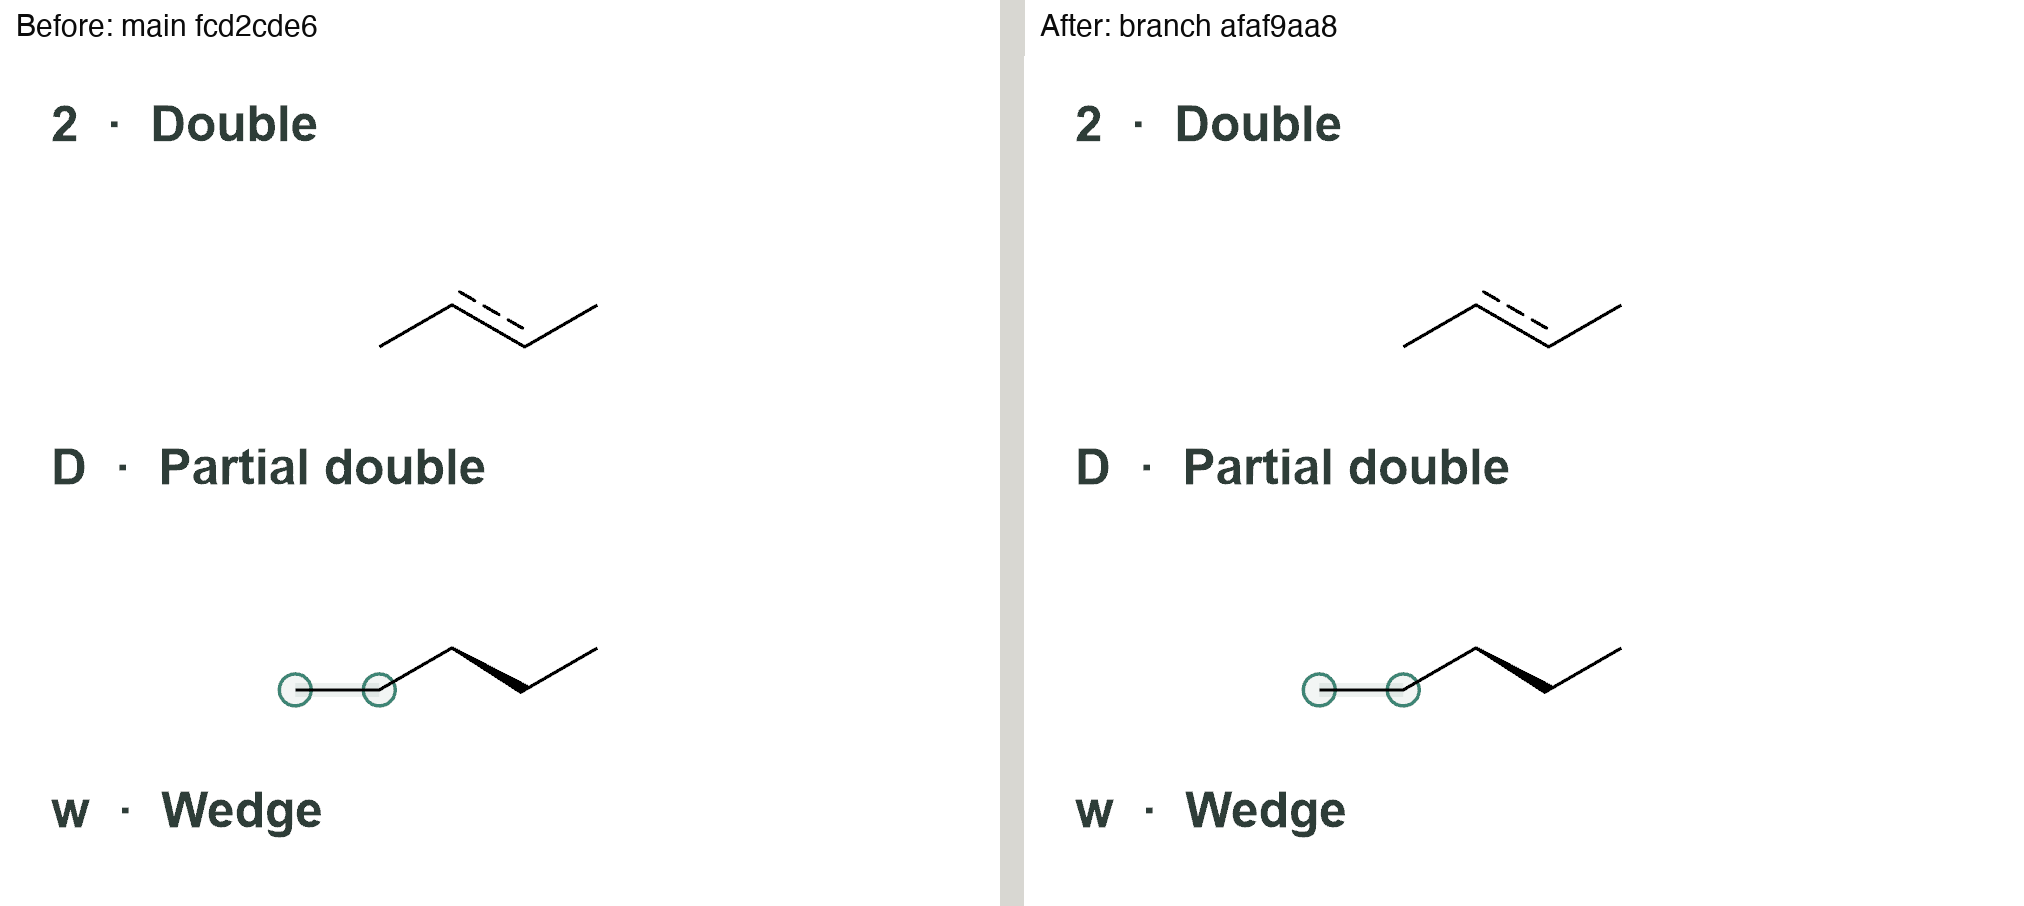 Before: main fcd2cde6
2 · Double
D · Partial double
w · Wedge
After: branch afaf9aa8
2 · Double
D · Partial double
w · Wedge